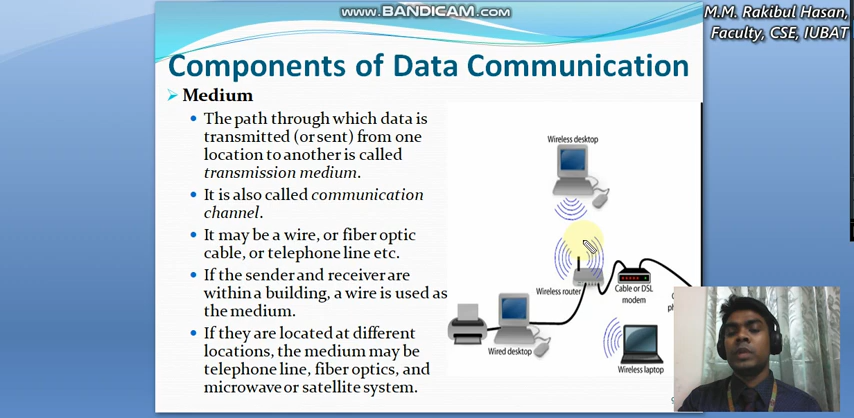 WWW.BANDICAM.COM
M.M. Rakibul Hasan,
Faculty, CSE, IUBAT
Components of Data Communication
Medium
The path through which data is
transmitted (or sent) from one
location to another is called
transmission medium.
It is also called communication
channel.
It may be a wire, or fiber optic
cable, or telephone line etc.
If the sender and receiver are
within a building, a wire is used as
the medium.
If they are located at different
locations, the medium may be
telephone line, fiber optics, and
microwave or satellite system.
Wireless desktop
Wireless router
Cable or DSL
modem
Wired desktop
Wireless laptop